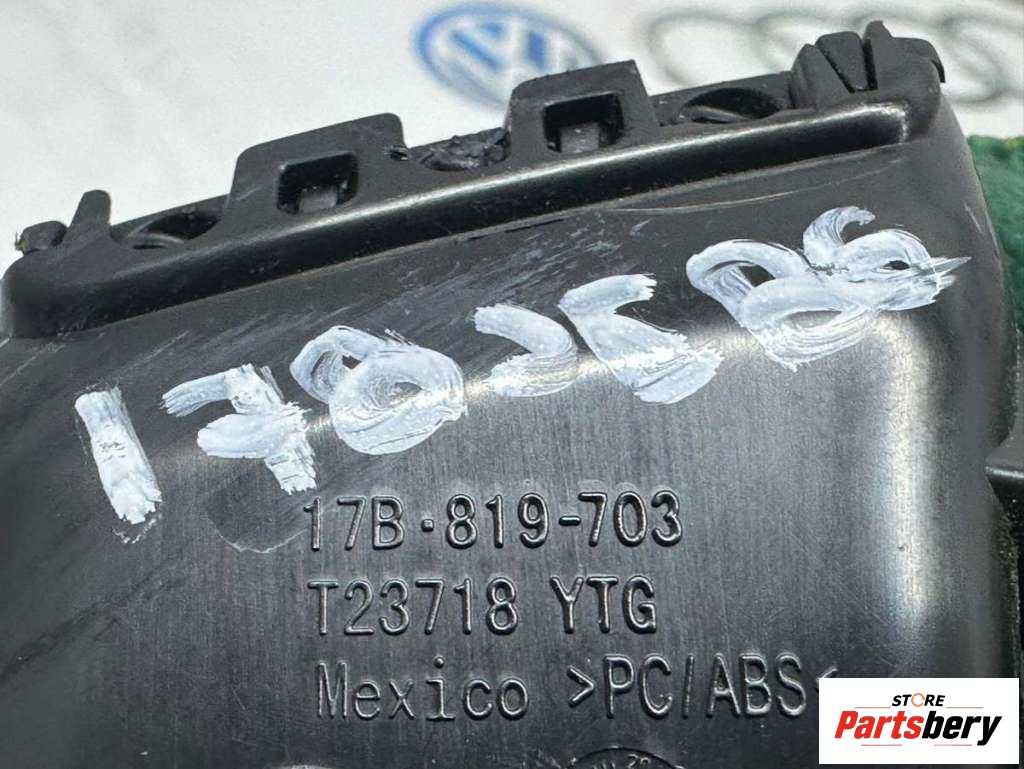 17B-819-703
T23718 YTG
Mexico >PC/ABS<
STORE
Partsbery